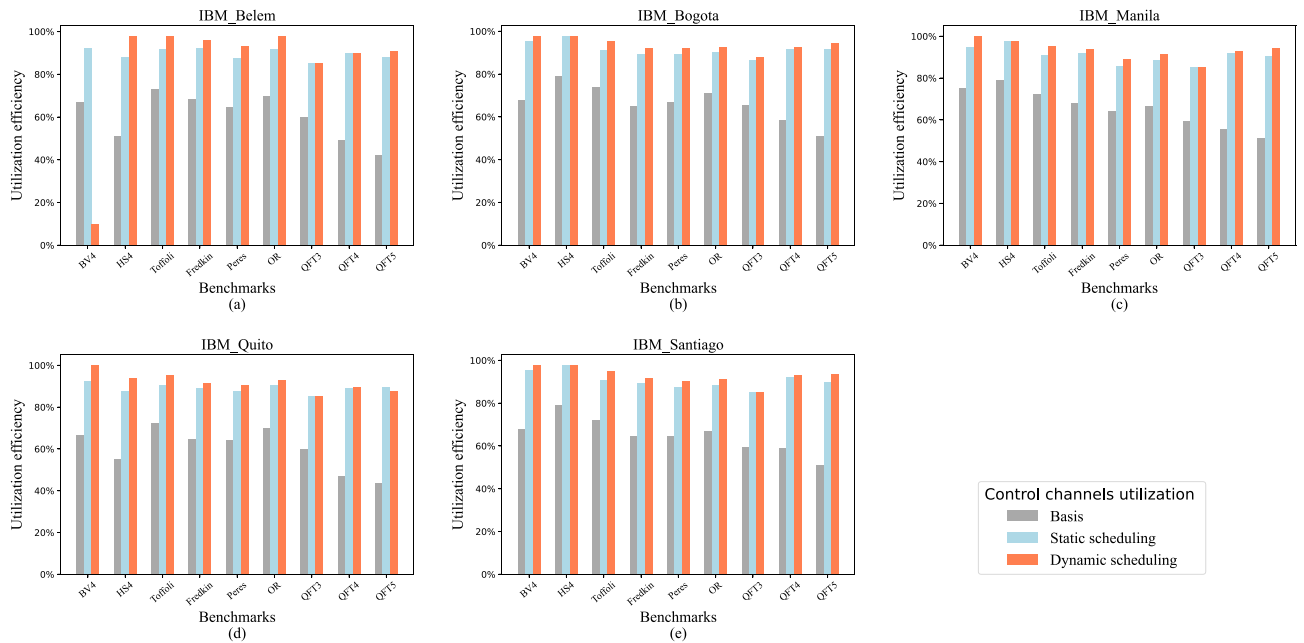 IBM_Belem
100%
80%
60%
40%
20%
0%
Utilization efficiency
BV4
HS4
Toffoli
Fredkin
Peres
OR
QFT3
QFT4
QFT5
Benchmarks
(a)
IBM_Bogota
100%
80%
60%
40%
20%
0%
Utilization efficiency
BV4
HS4
Toffoli
Fredkin
Peres
OR
QFT3
QFT4
QFT5
Benchmarks
(b)
IBM_Manila
100%
80%
60%
40%
20%
0%
Utilization efficiency
BV4
HS4
Toffoli
Fredkin
Peres
OR
QFT3
QFT4
QFT5
Benchmarks
(c)
IBM_Quito
100%
80%
60%
40%
20%
0%
Utilization efficiency
BV4
HS4
Toffoli
Fredkin
Peres
OR
QFT3
QFT4
QFT5
Benchmarks
(d)
IBM_Santiago
100%
80%
60%
40%
20%
0%
Utilization efficiency
BV4
HS4
Toffoli
Fredkin
Peres
OR
QFT3
QFT4
QFT5
Benchmarks
(e)
Control channels utilization
Basis
Static scheduling
Dynamic scheduling